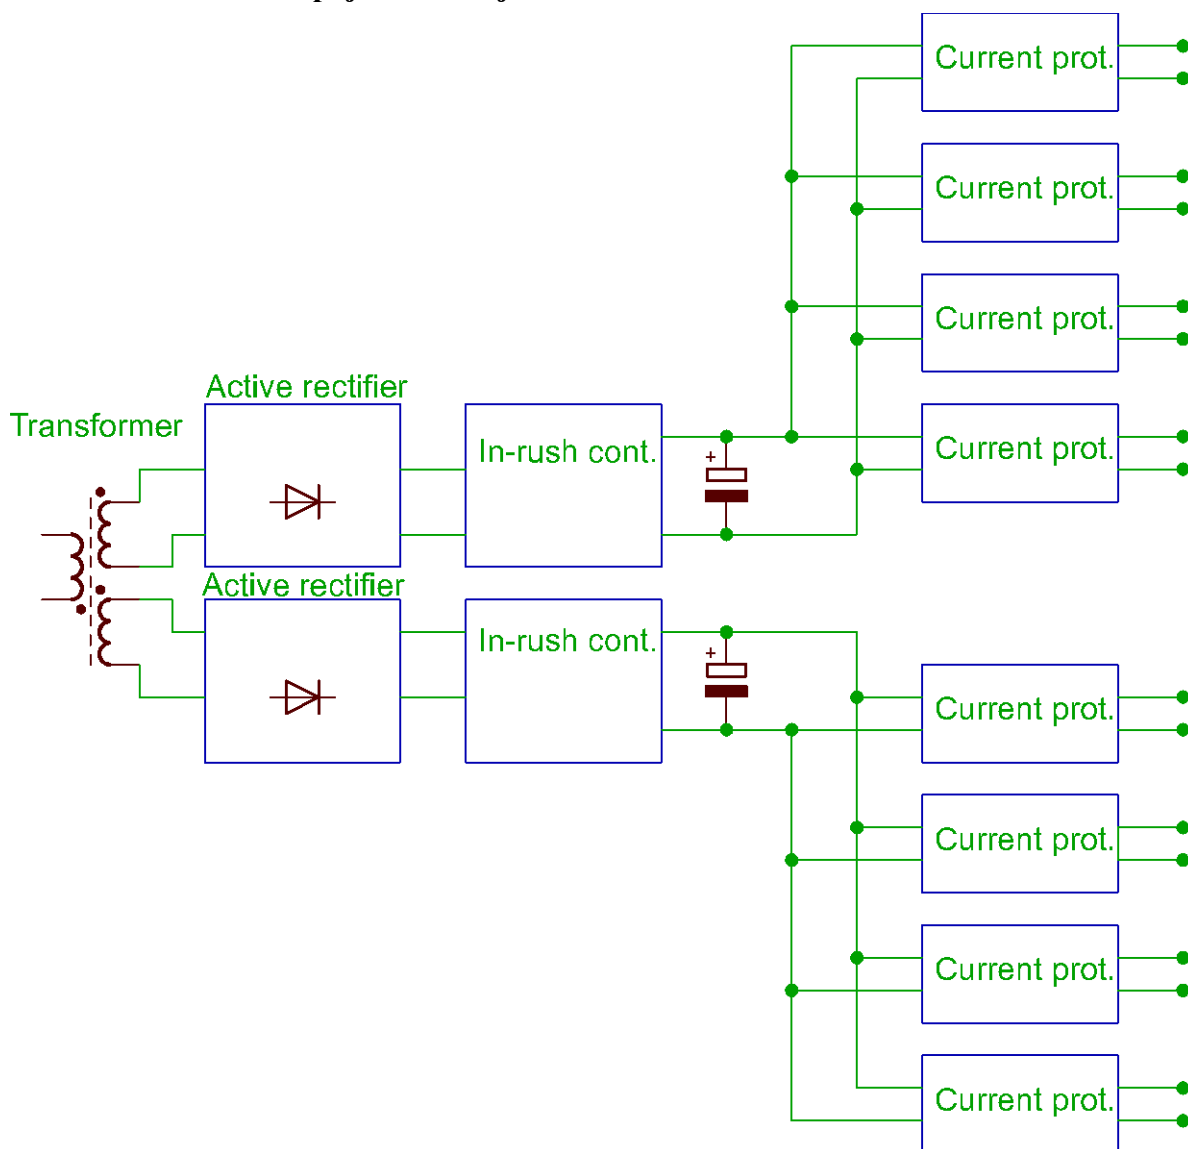 Current prot.
Current prot.
Current prot.
Active rectifier
Transformer
In-rush cont.
Current prot.
+
Active rectifier
In-rush cont.
+
Current prot.
Current prot.
Current prot.
Current prot.